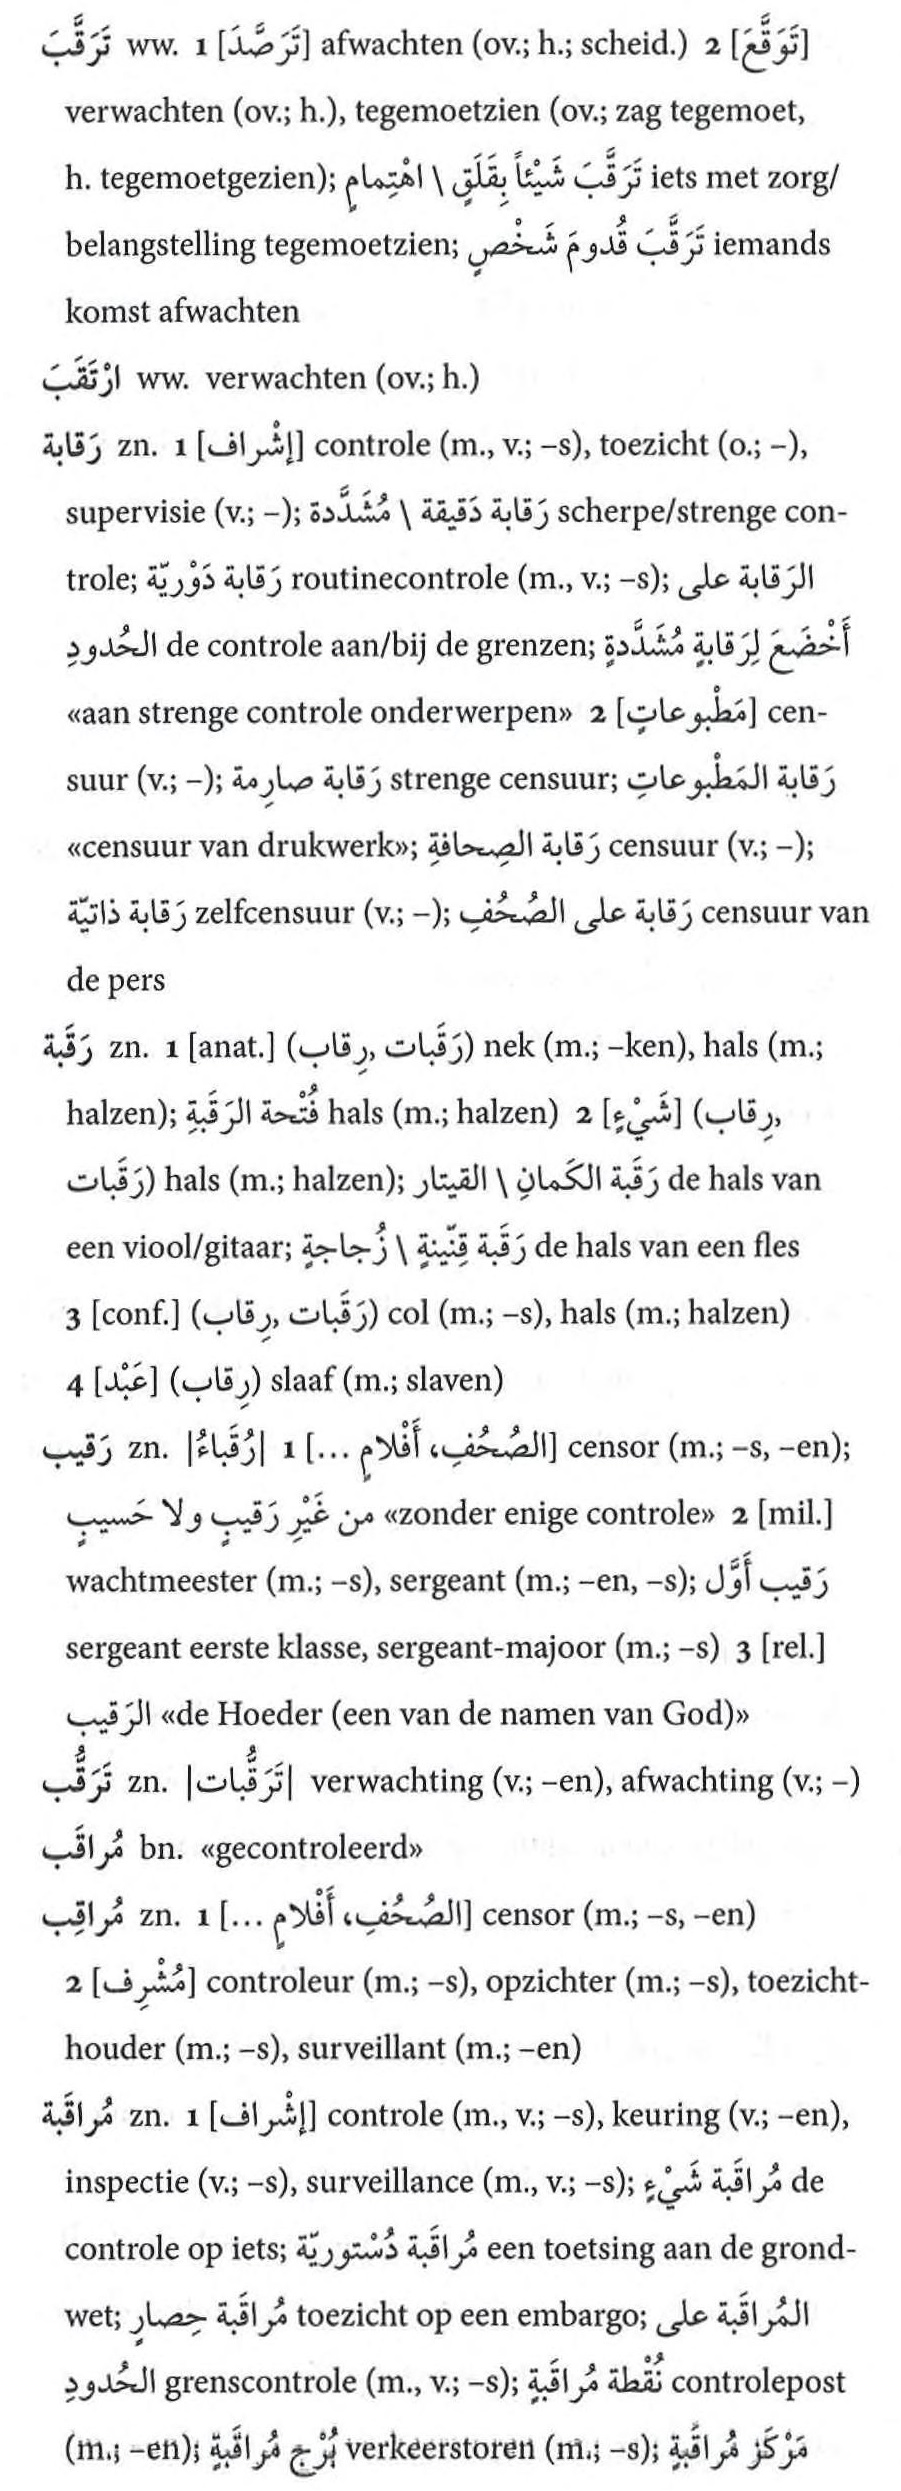 تَرَقَّبَ ww. 1 [تَرَصَّدَ] afwachten (ov.; h.; scheid.) 2 [تَوَقَّعَ]
verwachten (ov.; h.), tegemoetzien (ov.; zag tegemoet,
h. tegemoetgezien); تَرَقَّبَ شَيْئاً بِقَلَقٍ \ اهْتِمامٍ iets met zorg/
belangstelling tegemoetzien; تَرَقَّبَ قُدومَ شَخْصٍ iemands
komst afwachten
ارْتَقَبَ ww. verwachten (ov.; h.)
رَقابة zn. 1 [إشْراف] controle (m., v.; –s), toezicht (o.; –),
supervisie (v.; –); رَقابة دَقيقة \ مُشَدَّدة scherpe/strenge con-
trole; رَقابة دَوْريّة routinecontrole (m., v.; –s); الرَقابة على
الحُدودِ de controle aan/bij de grenzen; أَخْضَعَ لِرَقابةٍ مُشَدَّدةٍ
«aan strenge controle onderwerpen» 2 [مَطْبوعاتٍ] cen-
suur (v.; –); رَقابة صارِمة strenge censuur; رَقابة المَطْبوعاتِ
«censuur van drukwerk»; رَقابة الصِحافةِ censuur (v.; –);
رَقابة ذاتيّة zelfcensuur (v.; –); رَقابة على الصُحُفِ censuur van
de pers
رَقَبة zn. 1 [anat.] (رَقَبات, رِقاب) nek (m.; –ken), hals (m.;
halzen); فُتْحة الرَقَبةِ hals (m.; halzen) 2 [شَيْءٍ] (رِقاب,
رَقَبات) hals (m.; halzen); رَقَبة الكَمانِ \ القيتار de hals van
een viool/gitaar; رَقَبة قِنّينةٍ \ زُجاجةٍ de hals van een fles
3 [conf.] (رَقَبات, رِقاب) col (m.; –s), hals (m.; halzen)
4 [عَبْد] (رِقاب) slaaf (m.; slaven)
رَقيب zn. |رُقَباءُ| 1 [الصُحُفِ، أَفْلامٍ ...] censor (m.; –s, –en);
من غَيْرِ رَقيبٍ ولا حَسيبٍ «zonder enige controle» 2 [mil.]
wachtmeester (m.; –s), sergeant (m.; –en, –s); رَقيب أَوَّل
sergeant eerste klasse, sergeant-majoor (m.; –s) 3 [rel.]
الرَقيب «de Hoeder (een van de namen van God)»
تَرَقُّب zn. |تَرَقُّبات| verwachting (v.; –en), afwachting (v.; –)
مُراقَب bn. «gecontroleerd»
مُراقِب zn. 1 [الصُحُفِ، أَفْلامٍ ...] censor (m.; –s, –en)
2 [مُشْرِف] controleur (m.; –s), opzichter (m.; –s), toezicht-
houder (m.; –s), surveillant (m.; –en)
مُراقَبة zn. 1 [إشْراف] controle (m., v.; –s), keuring (v.; –en),
inspectie (v.; –s), surveillance (m., v.; –s); مُراقَبة شَيْءٍ de
controle op iets; مُراقَبة دُسْتوريّة een toetsing aan de grond-
wet; مُراقَبة حِصارٍ toezicht op een embargo; المُراقَبة على
الحُدودِ grenscontrole (m., v.; –s); نُقْطة مُراقَبةٍ controlepost
(m.; –en); بُرْج مُراقَبةٍ verkeerstoren (m.; –s); مَرْكَز مُراقَبةٍ